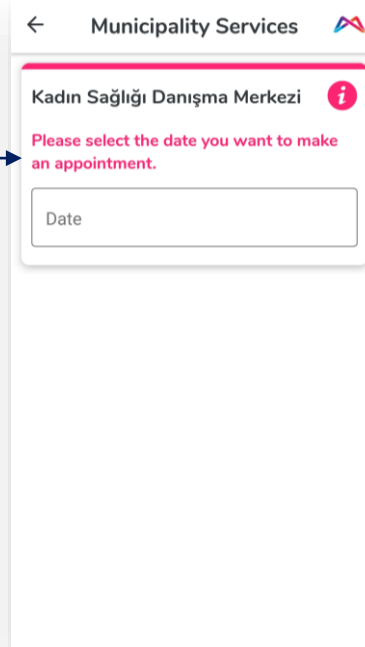 Municipality Services
Kadın Sağlığı Danışma Merkezi
Please select the date you want to make
an appointment.
Date